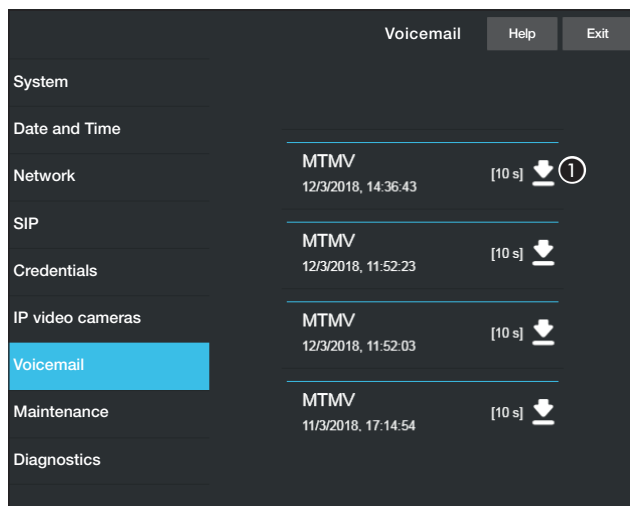 Voicemail Help Exit
System
Date and Time
Network
SIP
Credentials
IP video cameras
Voicemail
Maintenance
Diagnostics
MTMV
12/3/2018, 14:36:43 [10 s] 1
MTMV
12/3/2018, 11:52:23 [10 s]
MTMV
12/3/2018, 11:52:03 [10 s]
MTMV
11/3/2018, 17:14:54 [10 s]